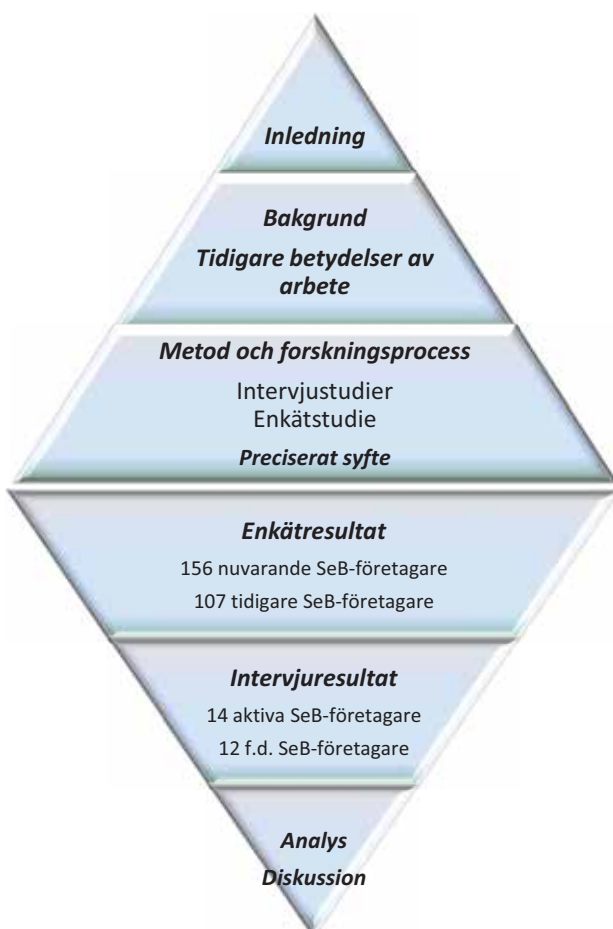 Inledning
Bakgrund
Tidigare betydelser av
arbete
Metod och forskningsprocess
Intervjustudier
Enkätstudie
Preciserat syfte
Enkätresultat
156 nuvarande SeB-företagare
107 tidigare SeB-företagare
Intervjuresultat
14 aktiva SeB-företagare
12 f.d. SeB-företagare
Analys
Diskussion